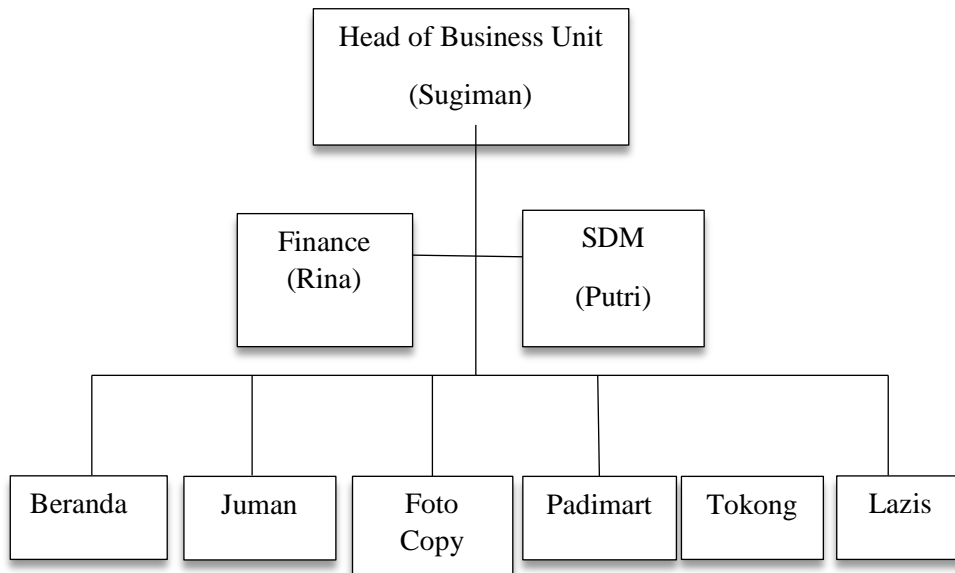 Head of Business Unit
(Sugiman)
Finance
(Rina)
SDM
(Putri)
Beranda
Juman
Foto
Copy
Padimart
Tokong
Lazis